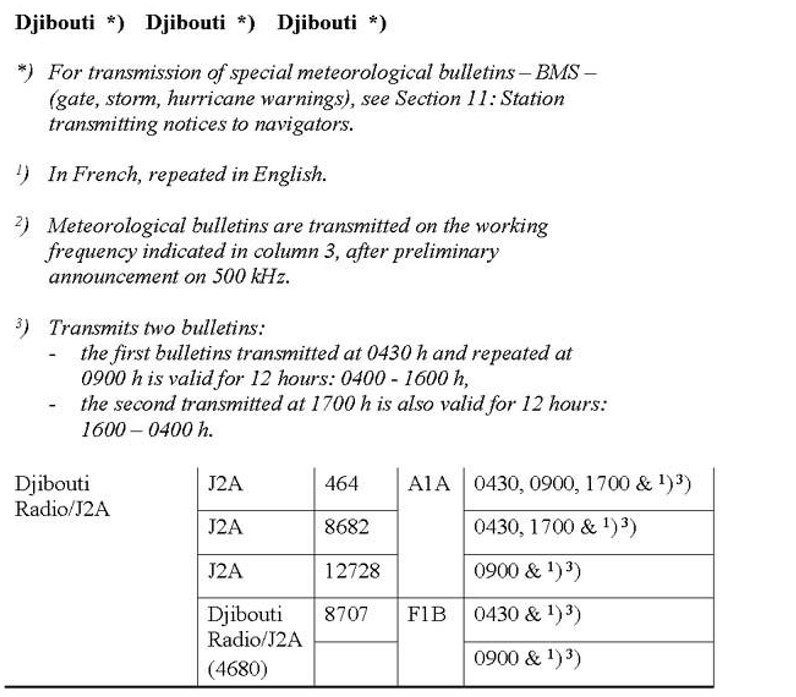 Djibouti *) Djibouti *) Djibouti *)
*) For transmission of special meteorological bulletins – BMS –
(gate, storm, hurricane warnings), see Section 11: Station
transmitting notices to navigators.
1) In French, repeated in English.
2) Meteorological bulletins are transmitted on the working
frequency indicated in column 3, after preliminary
announcement on 500 kHz.
3) Transmits two bulletins:
- the first bulletins transmitted at 0430 h and repeated at
0900 h is valid for 12 hours: 0400 - 1600 h,
- the second transmitted at 1700 h is also valid for 12 hours:
1600 – 0400 h.
Djibouti J2A 464 A1A 0430, 0900, 1700 & 1)3)
Radio/J2A
J2A 8682 0430, 1700 & 1)3)
J2A 12728 0900 & 1)3)
Djibouti 8707 F1B 0430 & 1)3)
Radio/J2A
(4680) 0900 & 1)3)